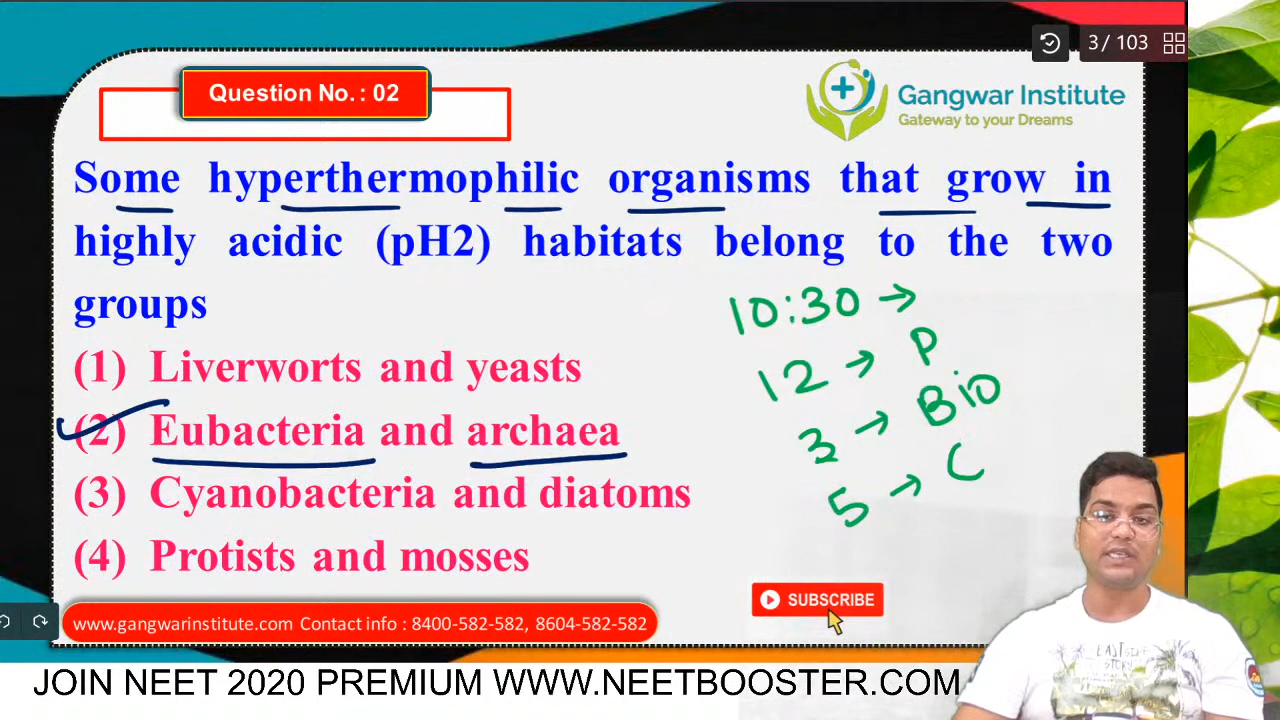 3 / 103
Question No. : 02
Gangwar Institute
Gateway to your Dreams
Some hyperthermophilic organisms that grow in
highly acidic (pH2) habitats belong to the two
groups
(1) Liverworts and yeasts
(2) Eubacteria and archaea
(3) Cyanobacteria and diatoms
(4) Protists and mosses
10:30 →
12 → P
3 → Bio
5 → C
SUBSCRIBE
www.gangwarinstitute.com Contact info : 8400-582-582, 8604-582-582
JOIN NEET 2020 PREMIUM WWW.NEETBOOSTER.COM